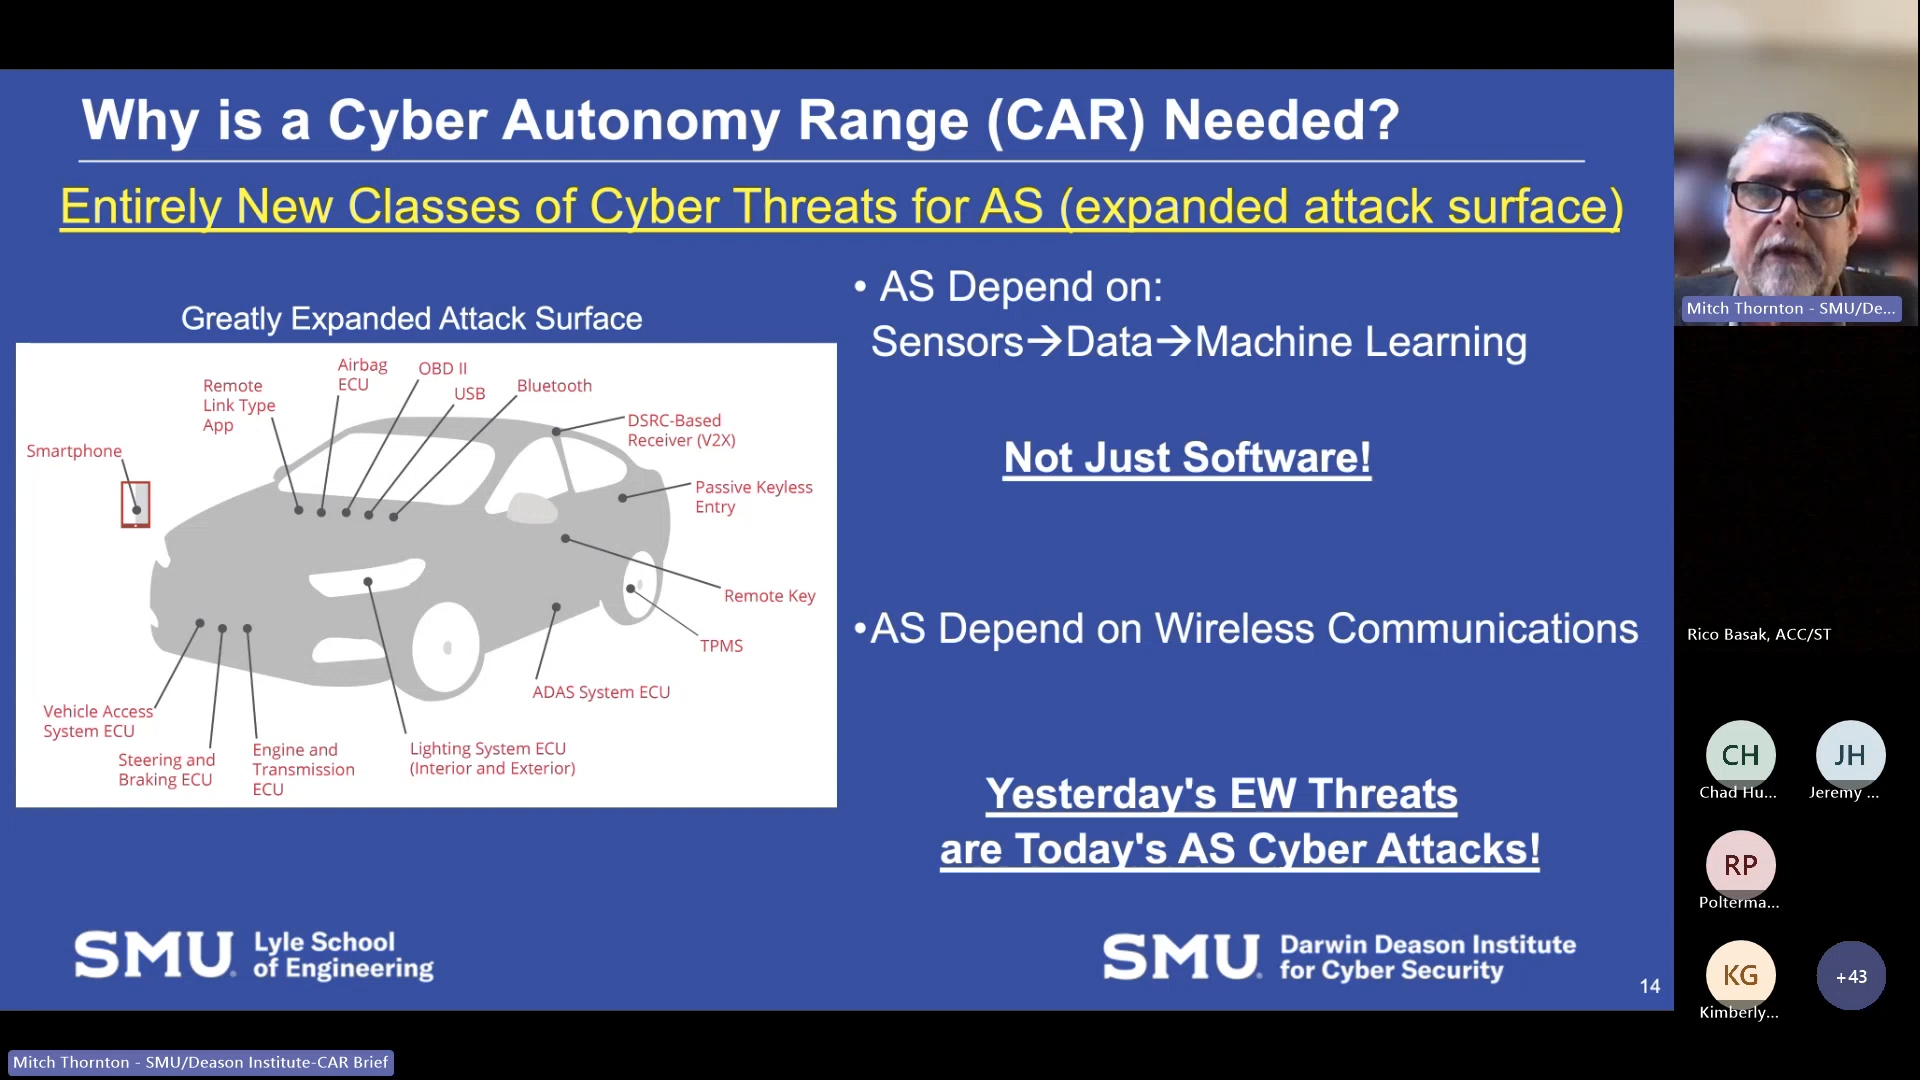 Why is a Cyber Autonomy Range (CAR) Needed?
Entirely New Classes of Cyber Threats for AS (expanded attack surface)
Greatly Expanded Attack Surface
Smartphone
Remote
Link Type
App
Airbag
ECU
OBD II
USB
Bluetooth
DSRC-Based
Receiver (V2X)
Passive Keyless
Entry
Remote Key
TPMS
ADAS System ECU
Lighting System ECU
(Interior and Exterior)
Engine and
Transmission
ECU
Steering and
Braking ECU
Vehicle Access
System ECU
• AS Depend on:
Sensors→Data→Machine Learning
Not Just Software!
•AS Depend on Wireless Communications
Yesterday's EW Threats
are Today's AS Cyber Attacks!
SMU. Lyle School
of Engineering
SMU. Darwin Deason Institute
for Cyber Security
14
Mitch Thornton - SMU/De...
Rico Basak, ACC/ST
CH
Chad Hu...
JH
Jeremy ...
RP
Polterma...
KG
Kimberly...
+43
Mitch Thornton - SMU/Deason Institute-CAR Brief